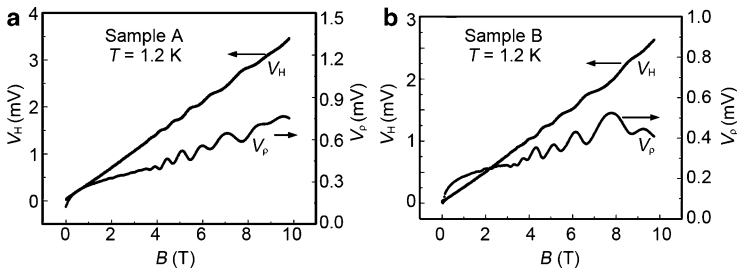 a
Sample A
T = 1.2 K
V_H
V_ρ
V_H (mV)
4
3
2
1
0
V_ρ (mV)
1.5
1.2
0.9
0.6
0.3
0.0
0 2 4 6 8 10
B (T)
b
Sample B
T = 1.2 K
V_H
V_ρ
V_H (mV)
3
2
1
0
V_ρ (mV)
1.0
0.8
0.6
0.4
0.2
0.0
0 2 4 6 8 10
B (T)